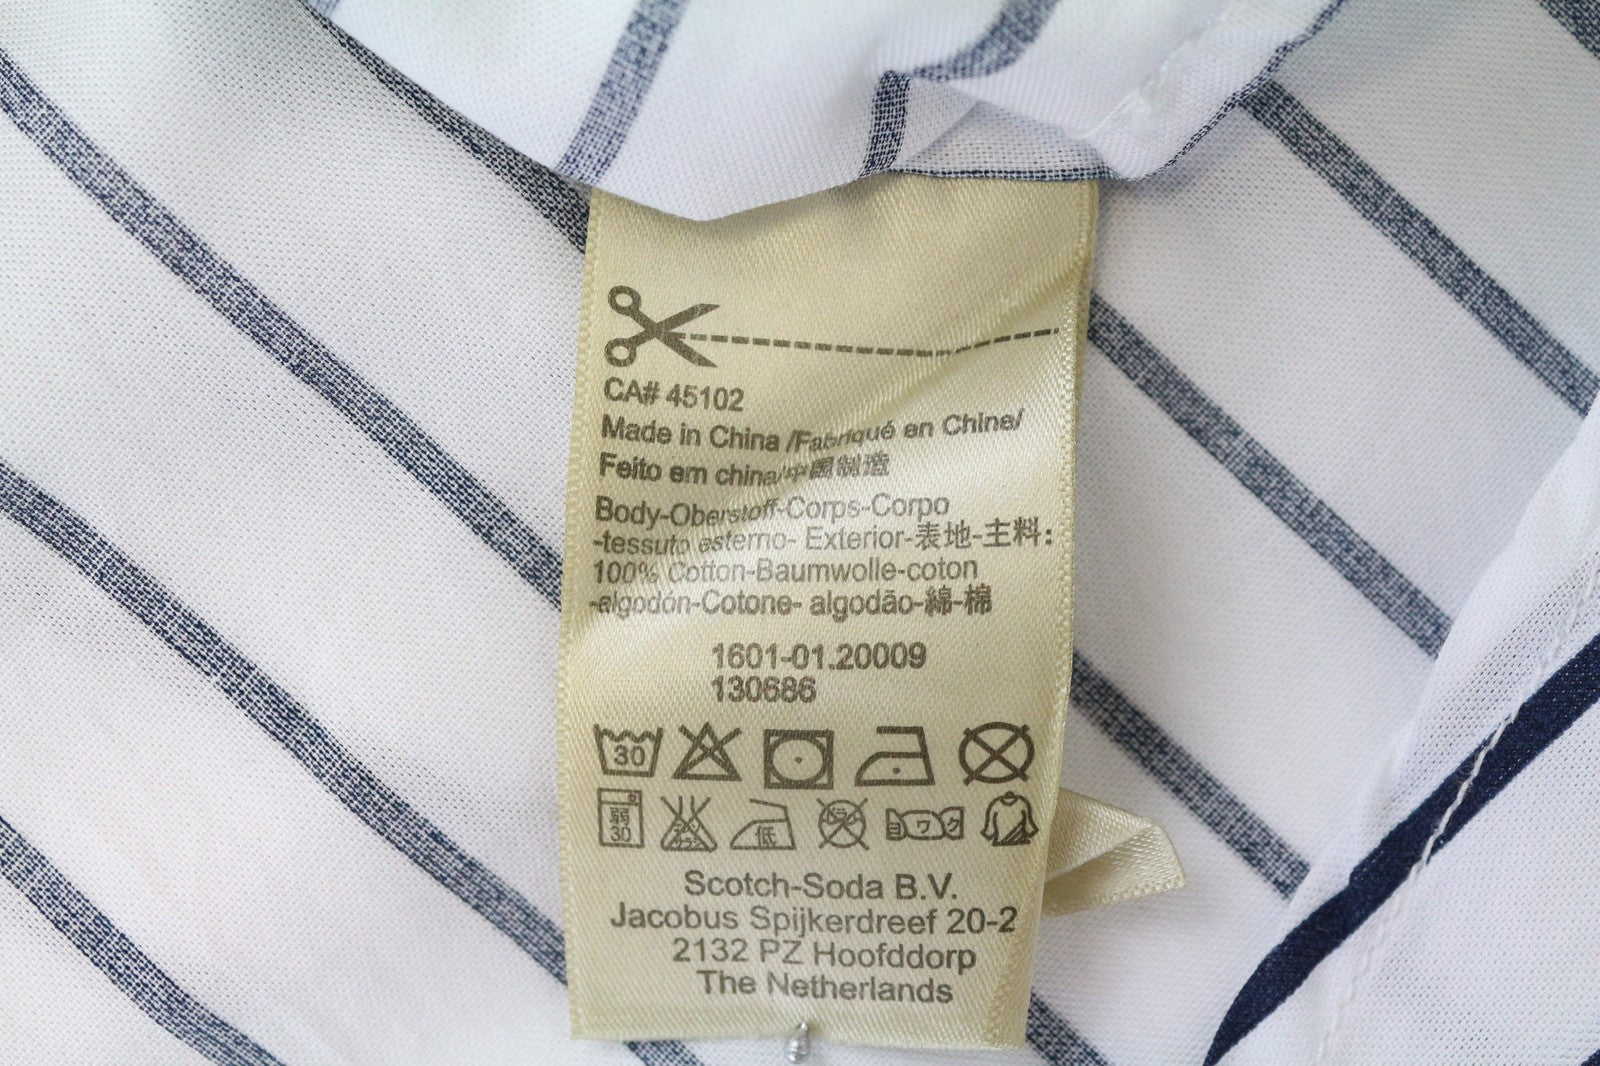 CA# 45102
Made in China /Fabriqué en Chine/
Feito em china/中国制造
Body-Oberstoff-Corps-Corpo
-tessuto esterno- Exterior-表地-主料:
100% Cotton-Baumwolle-coton
-algodón-Cotone- algodão-綿-棉
1601-01.20009
130686
30
弱 30 低
Scotch-Soda B.V.
Jacobus Spijkerdreef 20-2
2132 PZ Hoofddorp
The Netherlands